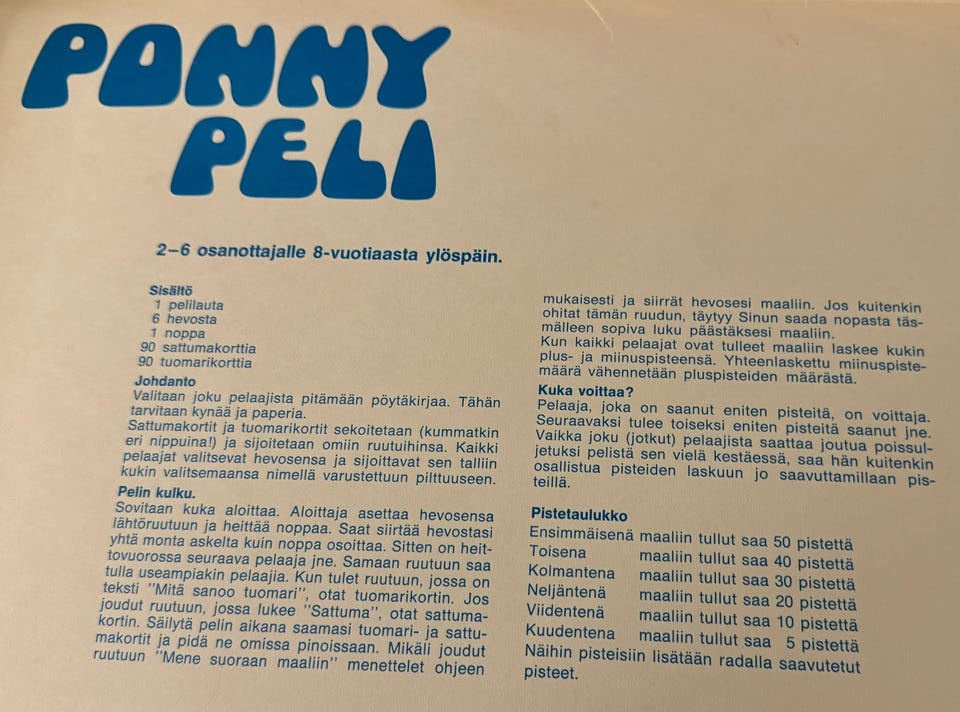 PONNY
PELI
2–6 osanottajalle 8-vuotiaasta ylöspäin.
Sisältö
1 pelilauta
6 hevosta
1 noppa
90 sattumakorttia
90 tuomarikorttia
Johdanto
Valitaan joku pelaajista pitämään pöytäkirjaa. Tähän
tarvitaan kynää ja paperia.
Sattumakortit ja tuomarikortit sekoitetaan (kummatkin
eri nippuina!) ja sijoitetaan omiin ruutuihinsa. Kaikki
pelaajat valitsevat hevosensa ja sijoittavat sen talliin
kukin valitsemaansa nimellä varustettuun pilttuuseen.
Pelin kulku.
Sovitaan kuka aloittaa. Aloittaja asettaa hevosensa
lähtöruutuun ja heittää noppaa. Saat siirtää hevostasi
yhtä monta askelta kuin noppa osoittaa. Sitten on heit-
tovuorossa seuraava pelaaja jne. Samaan ruutuun saa
tulla useampiakin pelaajia. Kun tulet ruutuun, jossa on
teksti "Mitä sanoo tuomari", otat tuomarikortin. Jos
joudut ruutuun, jossa lukee "Sattuma", otat sattuma-
kortin. Säilytä pelin aikana saamasi tuomari- ja sattu-
makortit ja pidä ne omissa pinoissaan. Mikäli joudut
ruutuun "Mene suoraan maaliin" menettelet ohjeen
mukaisesti ja siirrät hevosesi maaliin. Jos kuitenkin
ohitat tämän ruudun, täytyy Sinun saada nopasta täs-
mälleen sopiva luku päästäksesi maaliin.
Kun kaikki pelaajat ovat tulleet maaliin laskee kukin
plus- ja miinuspisteensä. Yhteenlaskettu miinuspiste-
määrä vähennetään pluspisteiden määrästä.
Kuka voittaa?
Pelaaja, joka on saanut eniten pisteitä, on voittaja.
Seuraavaksi tulee toiseksi eniten pisteitä saanut jne.
Vaikka joku (jotkut) pelaajista saattaa joutua poissul-
jetuksi pelistä sen vielä kestäessä, saa hän kuitenkin
osallistua pisteiden laskuun jo saavuttamillaan pis-
teillä.
Pistetaulukko
Ensimmäisenä maaliin tullut saa 50 pistettä
Toisena maaliin tullut saa 40 pistettä
Kolmantena maaliin tullut saa 30 pistettä
Neljäntenä maaliin tullut saa 20 pistettä
Viidentenä maaliin tullut saa 10 pistettä
Kuudentena maaliin tullut saa 5 pistettä
Näihin pisteisiin lisätään radalla saavutetut
pisteet.